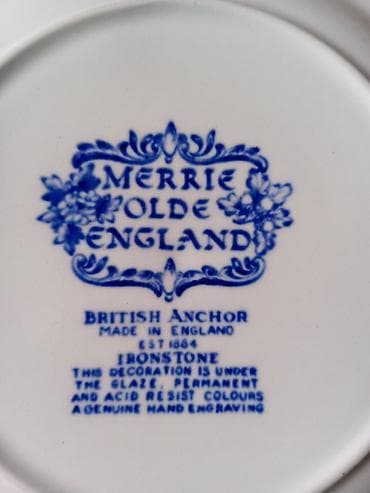 MERRIE
OLDE
ENGLAND
BRITISH ANCHOR
MADE IN ENGLAND
EST 1884
IRONSTONE
THIS DECORATION IS UNDER
THE GLAZE, PERMANENT
AND ACID RESIST COLOURS
A GENUINE HAND ENGRAVING